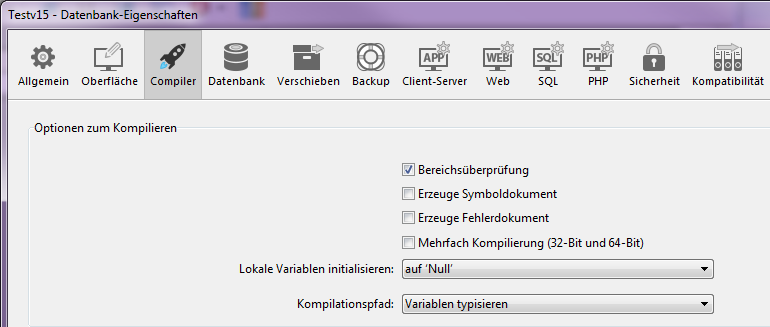 Testv15 - Datenbank-Eigenschaften
APP WEB SQL PHP
Allgemein Oberfläche Compiler Datenbank Verschieben Backup Client-Server Web SQL PHP Sicherheit Kompatibilität
Optionen zum Kompilieren
Bereichsüberprüfung
Erzeuge Symboldokument
Erzeuge Fehlerdokument
Mehrfach Kompilierung (32-Bit und 64-Bit)
Lokale Variablen initialisieren: auf 'Null'
Kompilationspfad: Variablen typisieren